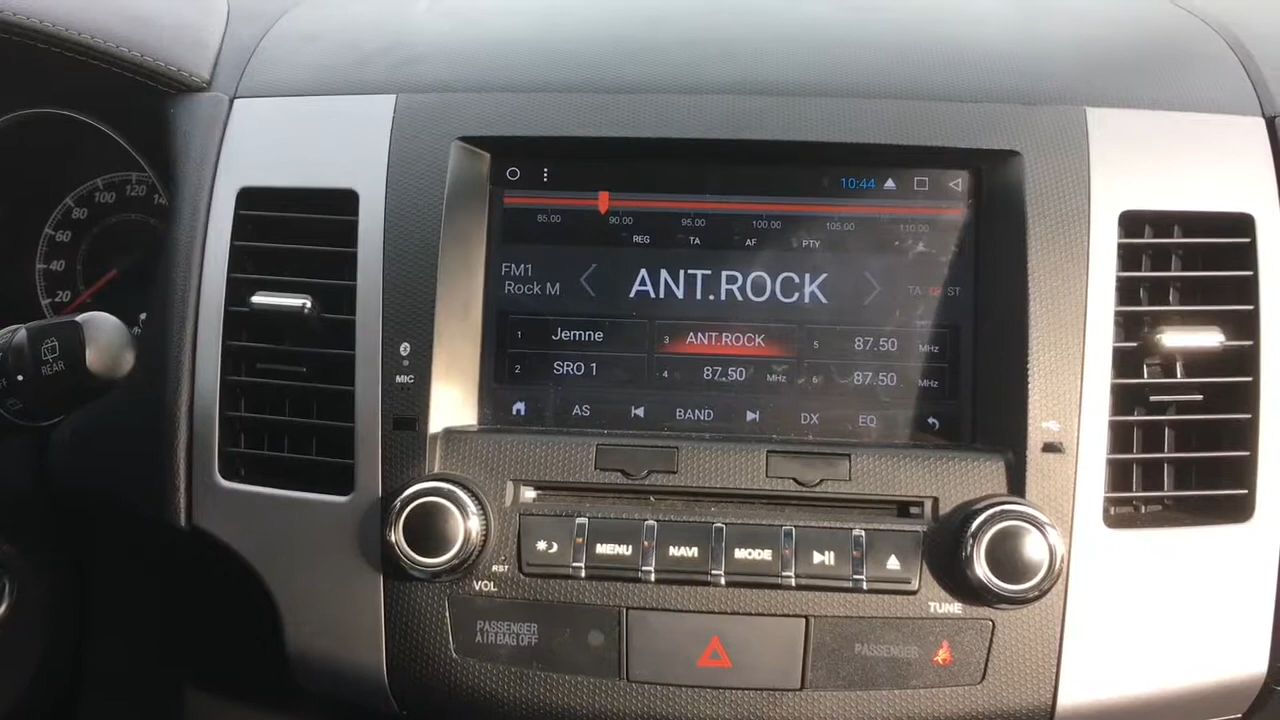 10:44
85.00 90.00 95.00 100.00 105.00 110.00
REG TA AF PTY
FM1
Rock M
ANT.ROCK
TA ST
1 Jemne
3 ANT.ROCK
5 87.50 MHz
2 SRO 1
4 87.50 MHz
6 87.50 MHz
AS BAND DX EQ
20
40
60
80
100
120
REAR
MIC
MENU NAVI MODE
RST
VOL
TUNE
PASSENGER
AIR BAG OFF
PASSENGER